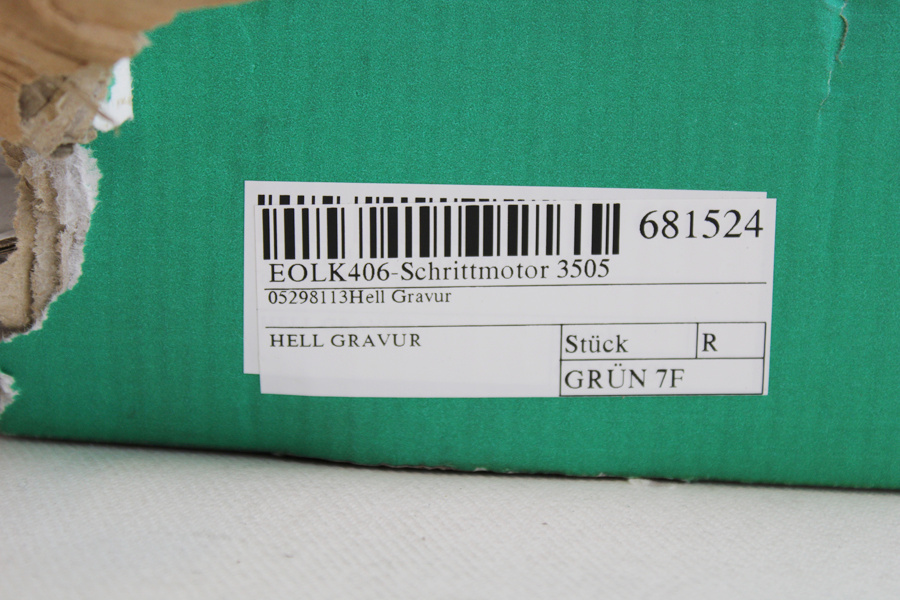 681524
EOLK406-Schrittmotor 3505
05298113Hell Gravur
HELL GRAVUR
Stück
R
GRÜN 7F